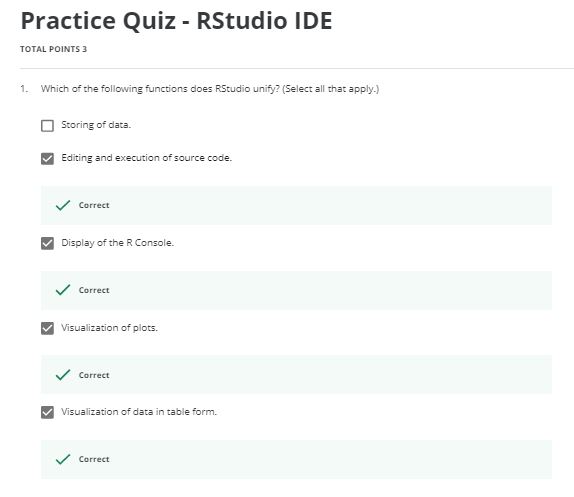 Practice Quiz - RStudio IDE
TOTAL POINTS 3
1. Which of the following functions does RStudio unify? (Select all that apply.)
Storing of data.
Editing and execution of source code.
Correct
Display of the R Console.
Correct
Visualization of plots.
Correct
Visualization of data in table form.
Correct